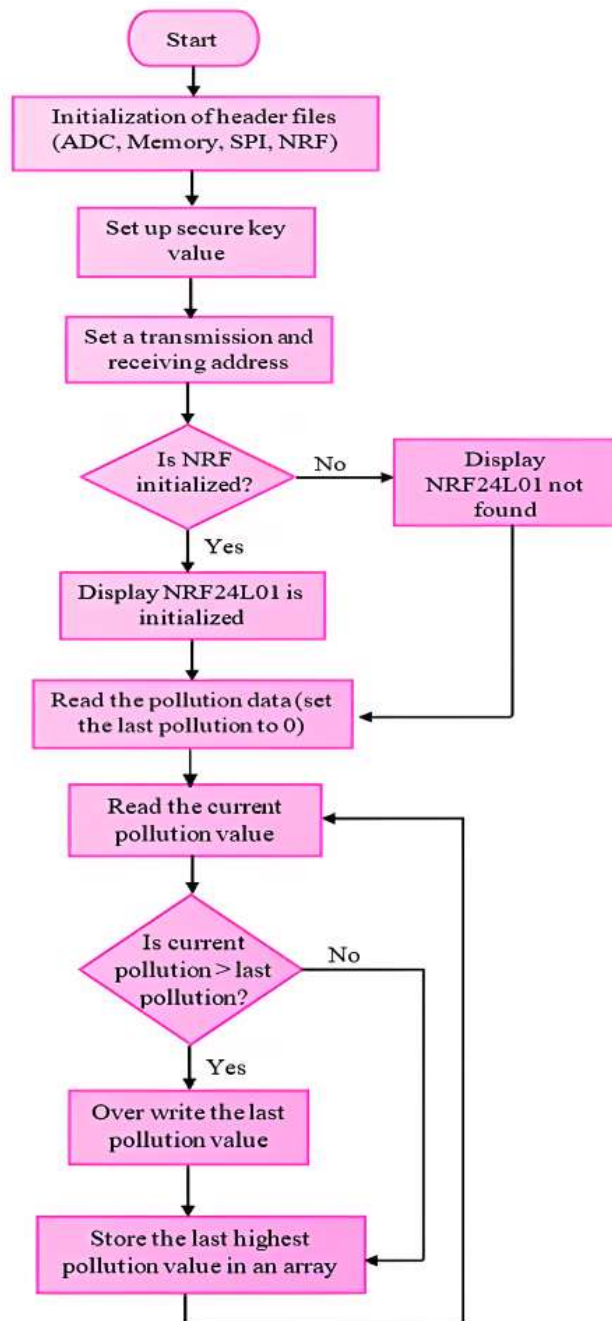 Start
Initialization of header files
(ADC, Memory, SPI, NRF)
Set up secure key
value
Set a transmission and
receiving address
Is NRF
initialized?
No
Display
NRF24L01 not
found
Yes
Display NRF24L01 is
initialized
Read the pollution data (set
the last pollution to 0)
Read the current
pollution value
Is current
pollution > last
pollution?
No
Yes
Over write the last
pollution value
Store the last highest
pollution value in an array